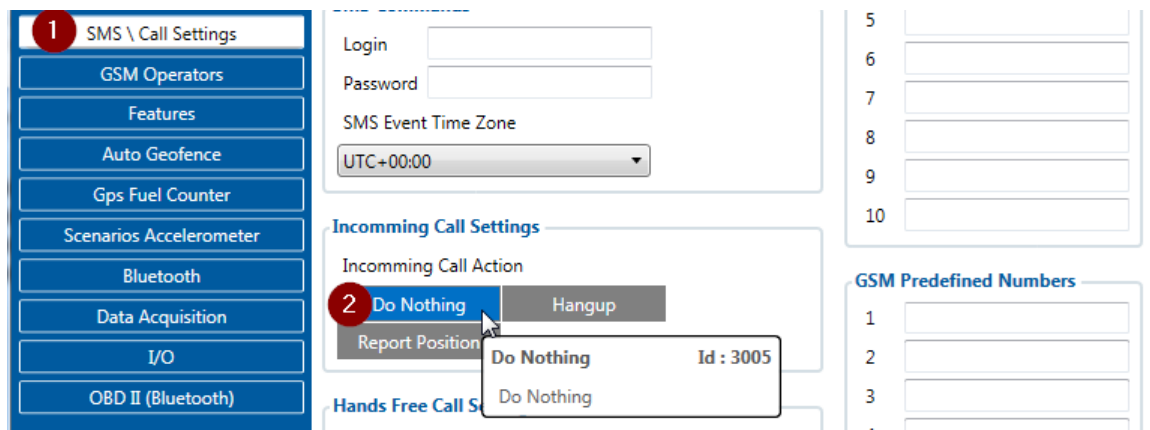 1
SMS \ Call Settings
GSM Operators
Features
Auto Geofence
Gps Fuel Counter
Scenarios Accelerometer
Bluetooth
Data Acquisition
I/O
OBD II (Bluetooth)
Login
Password
SMS Event Time Zone
UTC+00:00
Incomming Call Settings
Incomming Call Action
2
Do Nothing
Hangup
Report Position
Do Nothing Id : 3005
Do Nothing
Hands Free Call
5
6
7
8
9
10
GSM Predefined Numbers
1
2
3